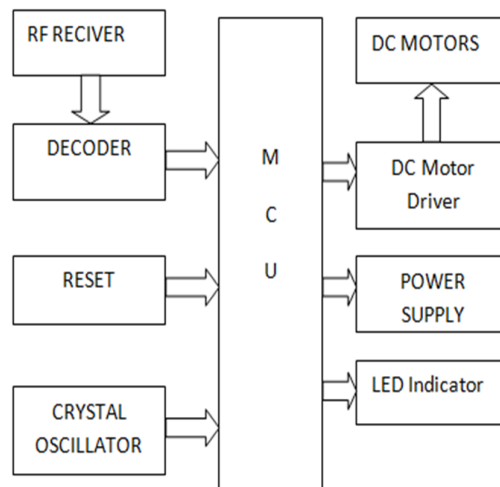 RF RECIVER
DECODER
RESET
CRYSTAL
OSCILLATOR
M
C
U
DC MOTORS
DC Motor
Driver
POWER
SUPPLY
LED Indicator